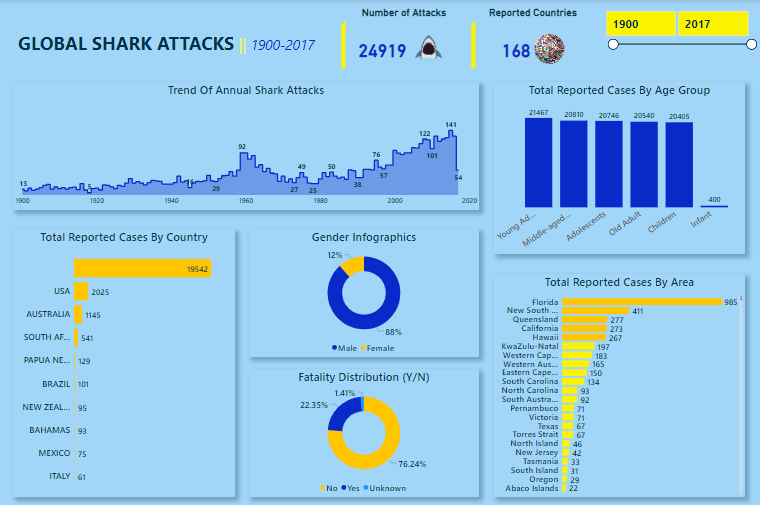 GLOBAL SHARK ATTACKS || 1900-2017
Number of Attacks
24919
Reported Countries
168
1900
2017
Trend Of Annual Shark Attacks
13
5
16
29
92
27
49
25
50
38
76
57
122
101
141
54
1900
1920
1940
1960
1980
2000
2020
Total Reported Cases By Age Group
21467
20810
20746
20540
20405
400
Young Ad...
Middle-aged...
Adolescents
Old Adult
Children
Infant
Total Reported Cases By Country
19542
USA 2025
AUSTRALIA 1145
SOUTH AF... 541
PAPUA NE... 129
BRAZIL 101
NEW ZEAL... 95
BAHAMAS 93
MEXICO 75
ITALY 61
Gender Infographics
12%
88%
Male Female
Fatality Distribution (Y/N)
1.41%
22.35%
76.24%
No Yes Unknown
Total Reported Cases By Area
Florida 985
New South ... 411
Queensland 277
California 273
Hawaii 267
KwaZulu-Natal 197
Western Cap... 183
Western Aus... 165
Eastern Cape... 150
South Carolina 134
North Carolina 93
South Austra... 92
Pernambuco 71
Victoria 71
Texas 67
Torres Strait 67
North Island 46
New Jersey 42
Tasmania 33
South Island 31
Oregon 29
Abaco Islands 22